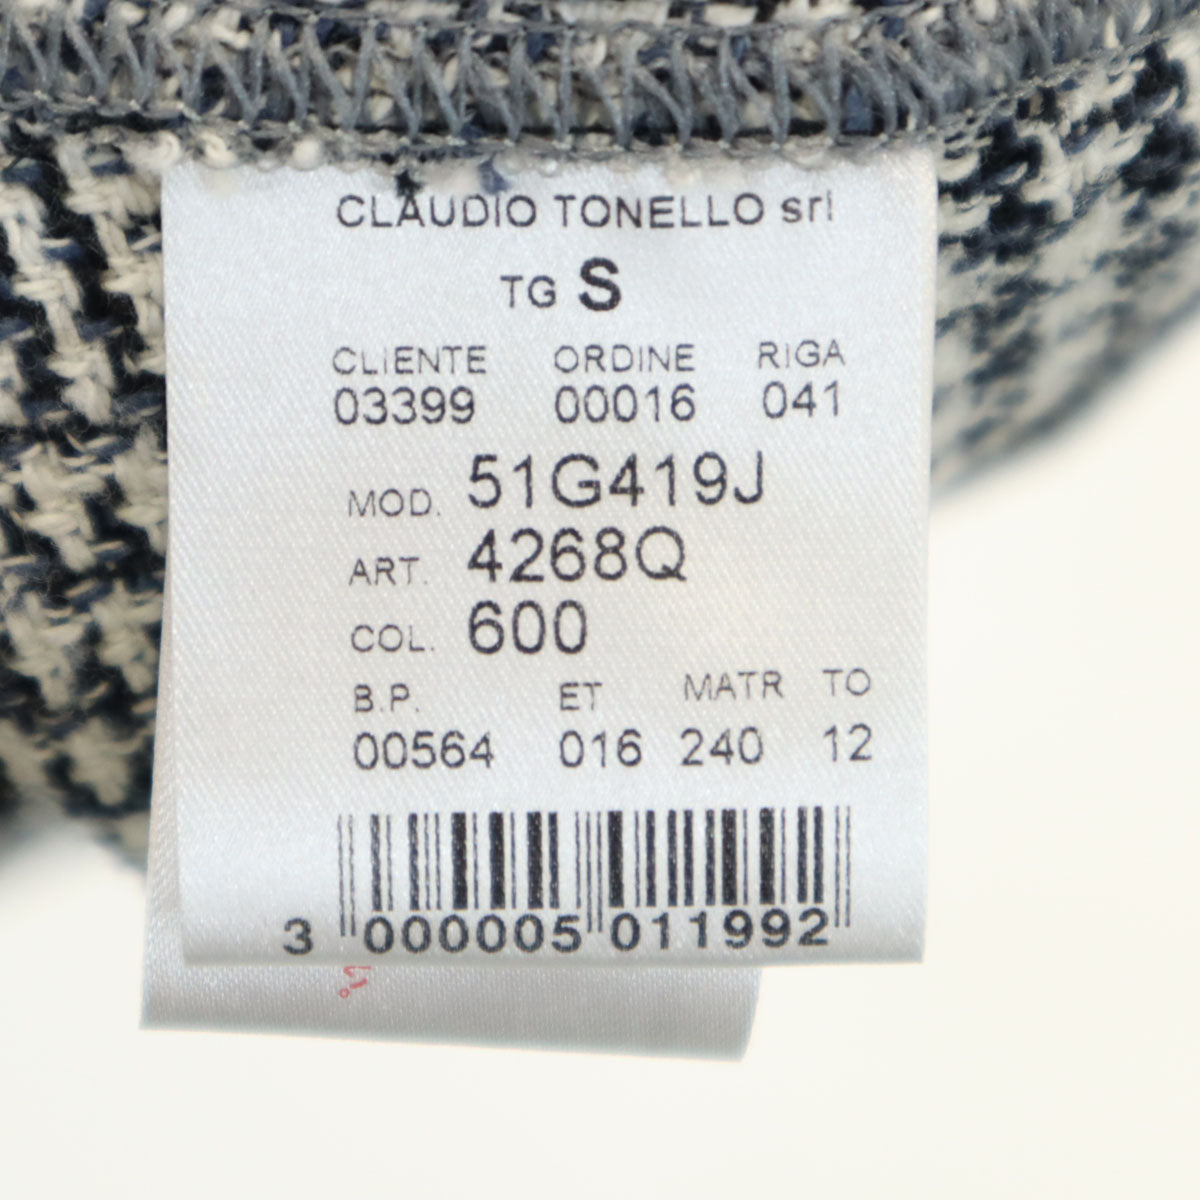 CLAUDIO TONELLO srl
TG S
CLIENTE ORDINE RIGA
03399 00016 041
MOD. 51G419J
ART. 4268Q
COL. 600
B.P. ET MATR TO
00564 016 240 12
3 000005 011992